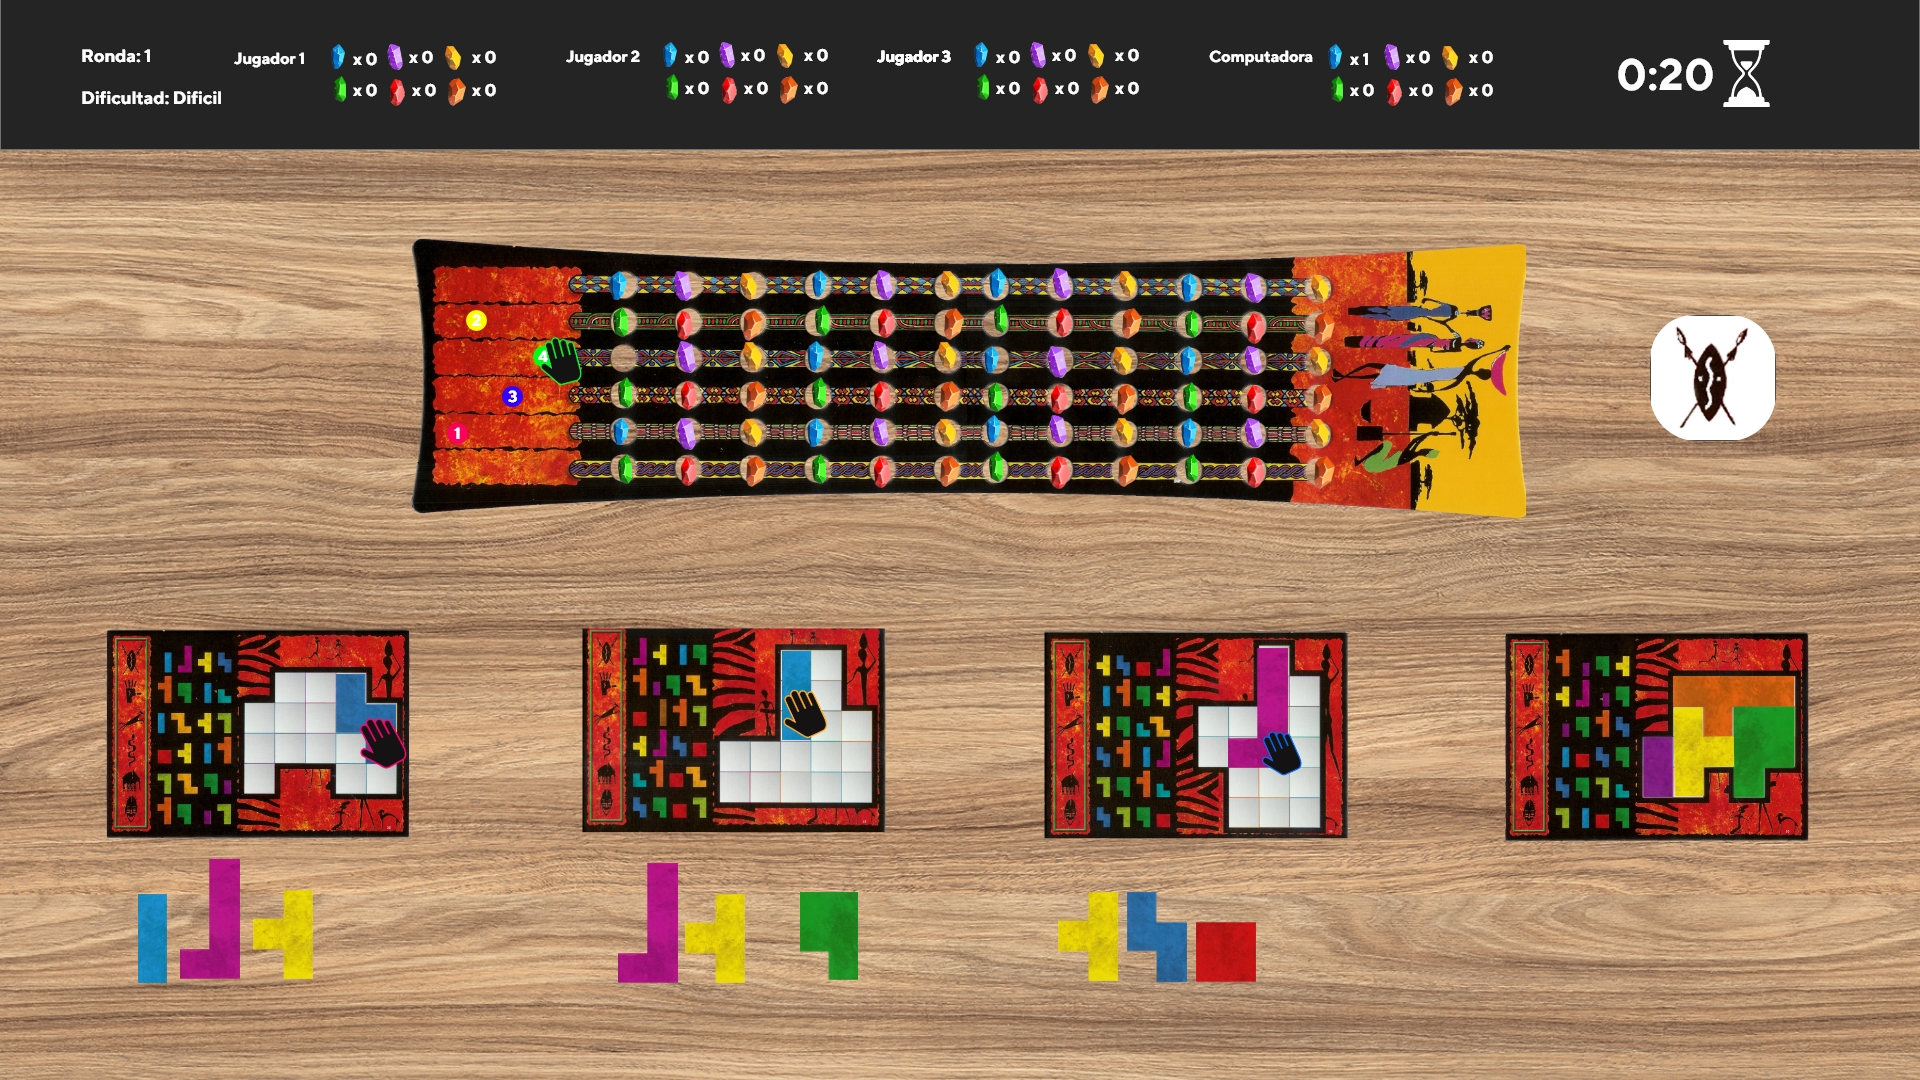 Ronda: 1
Dificultad: Dificil
Jugador 1 x 0 x 0 x 0
x 0 x 0 x 0
Jugador 2 x 0 x 0 x 0
x 0 x 0 x 0
Jugador 3 x 0 x 0 x 0
x 0 x 0 x 0
Computadora x 1 x 0 x 0
x 0 x 0 x 0
0:20
2
4
3
1